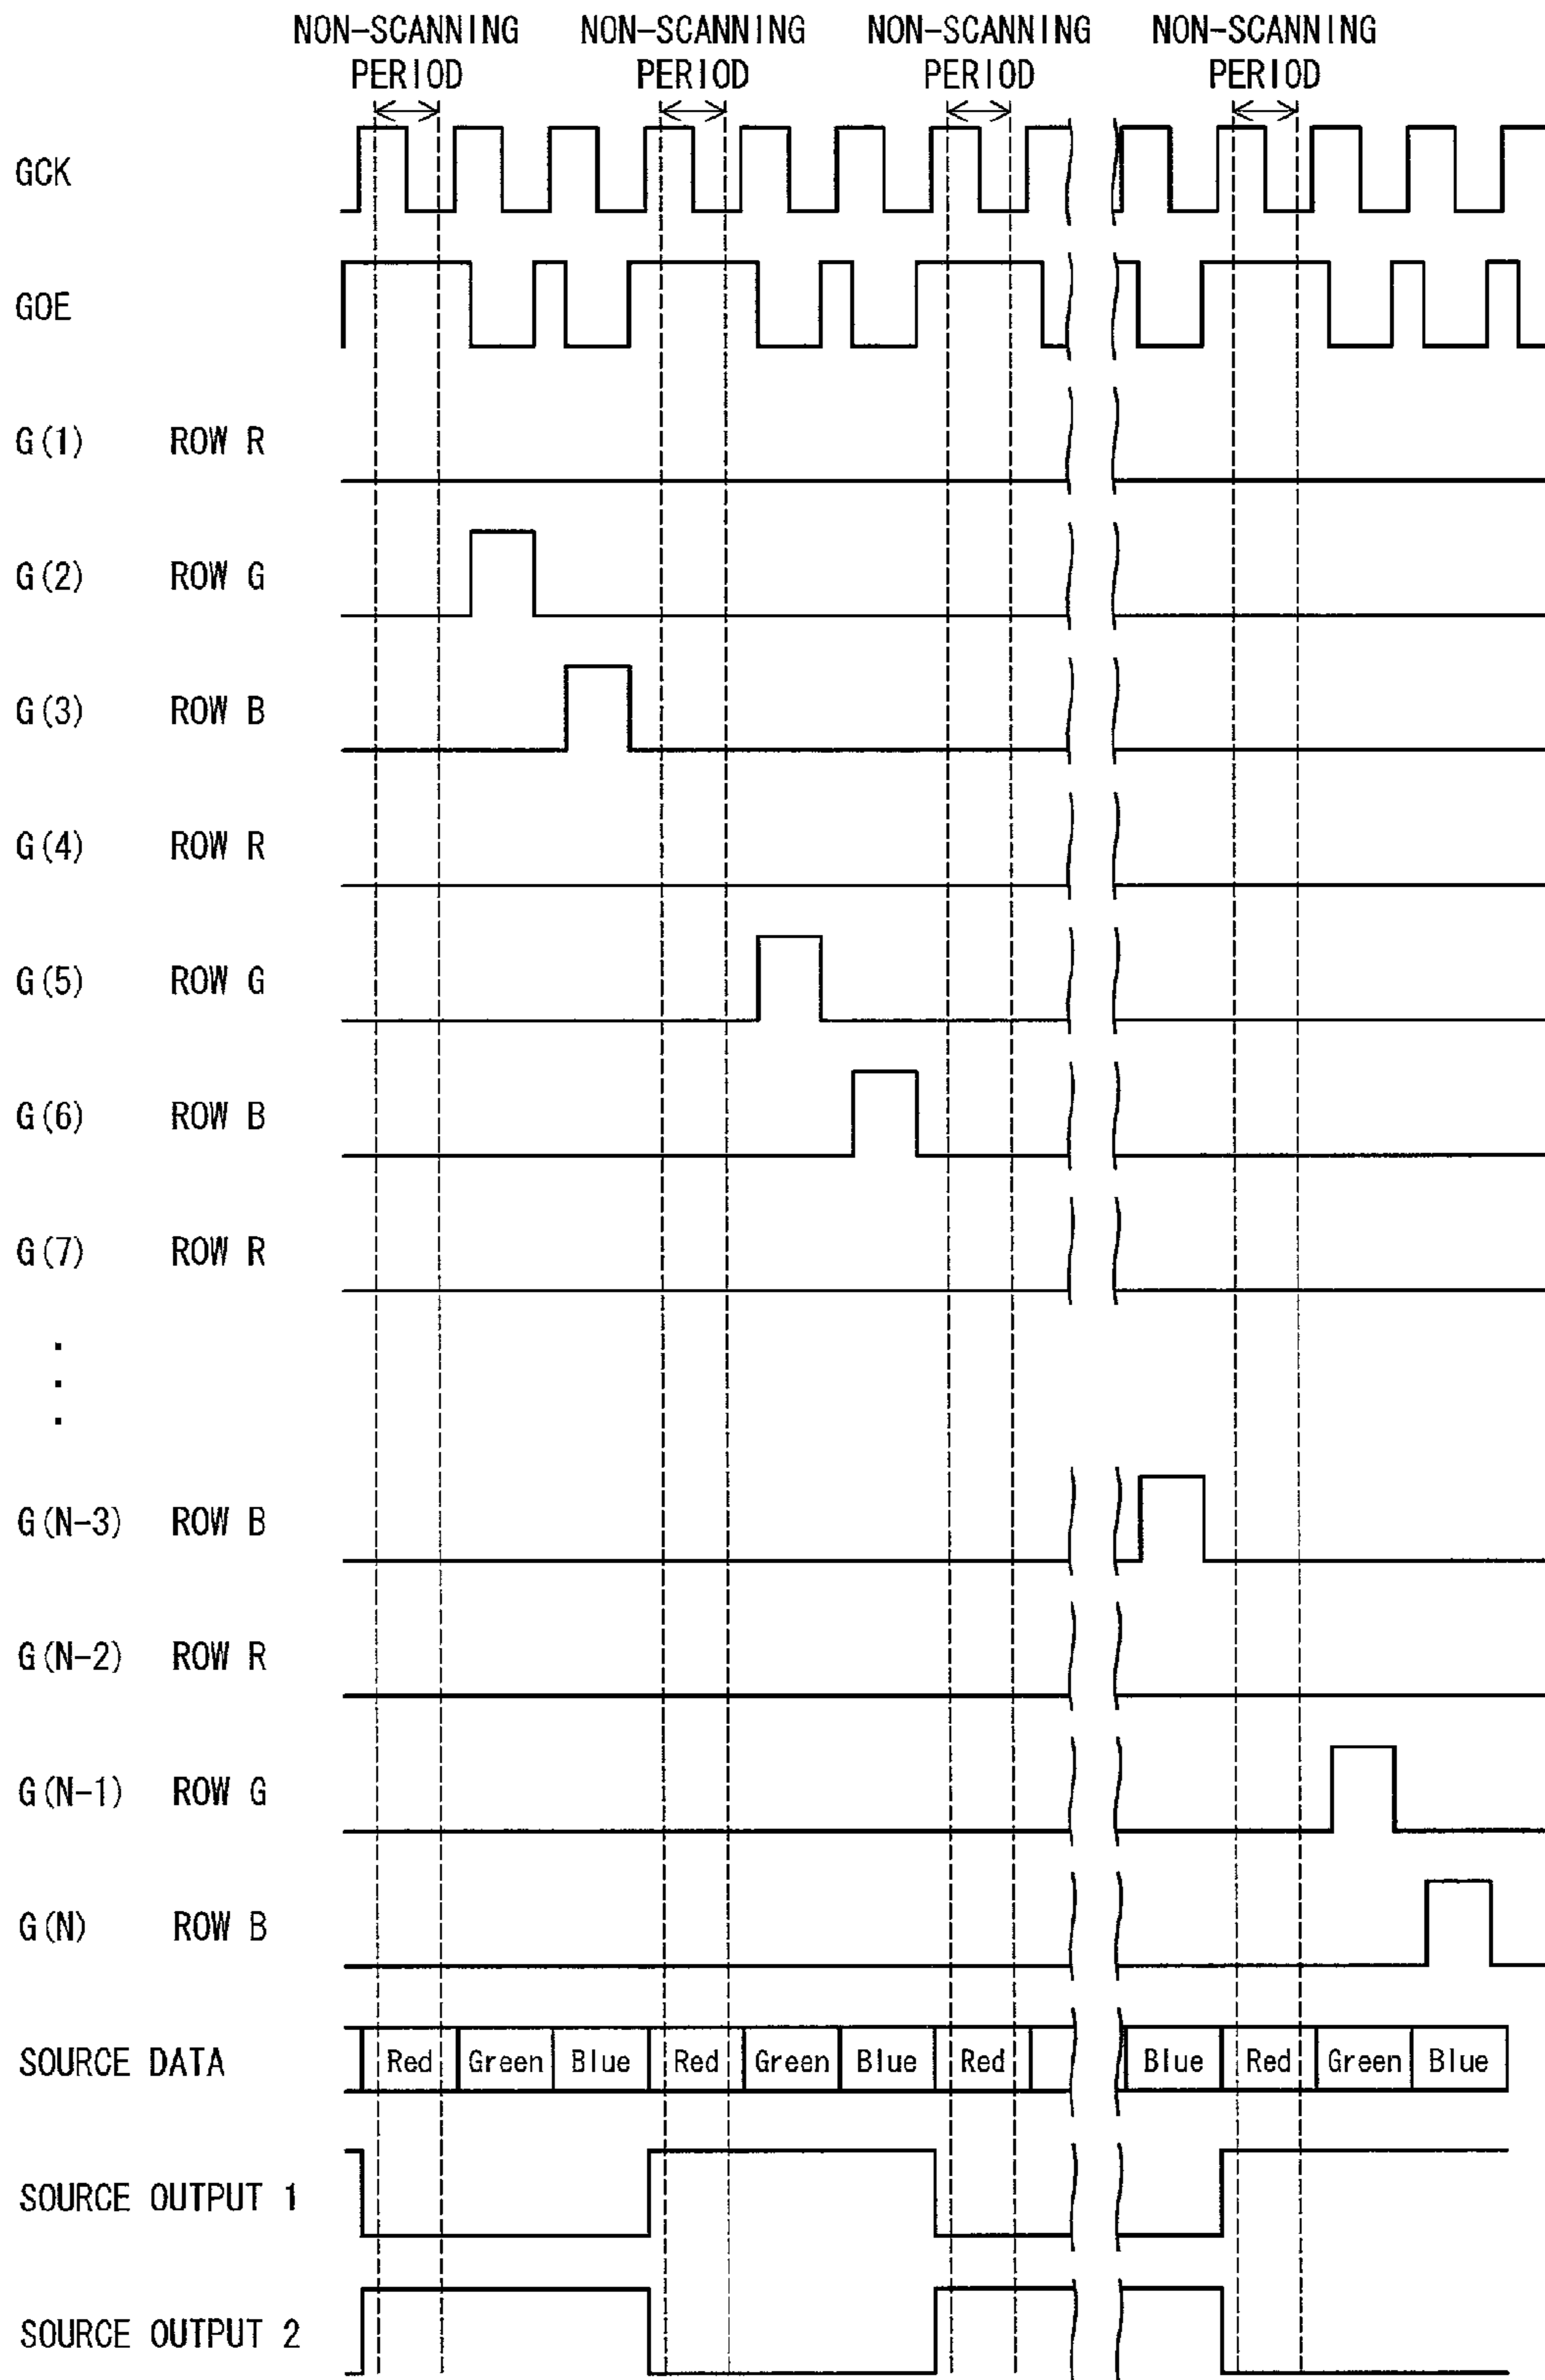 NON-SCANNING PERIOD
NON-SCANNING PERIOD
NON-SCANNING PERIOD
NON-SCANNING PERIOD
GCK
GOE
G(1) ROW R
G(2) ROW G
G(3) ROW B
G(4) ROW R
G(5) ROW G
G(6) ROW B
G(7) ROW R
G(N-3) ROW B
G(N-2) ROW R
G(N-1) ROW G
G(N) ROW B
SOURCE DATA Red Green Blue Red Green Blue Red Blue Red Green Blue
SOURCE OUTPUT 1
SOURCE OUTPUT 2